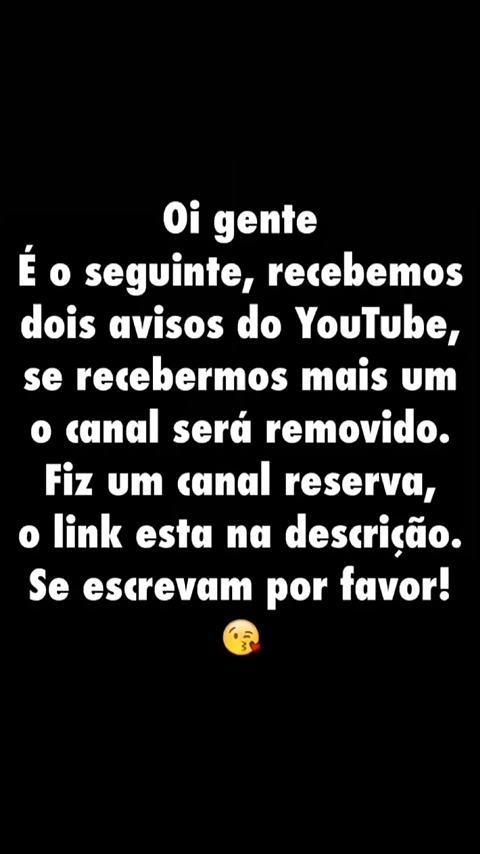 Oi gente
É o seguinte, recebemos
dois avisos do YouTube,
se recebermos mais um
o canal será removido.
Fiz um canal reserva,
o link esta na descrição.
Se escrevam por favor!
😘